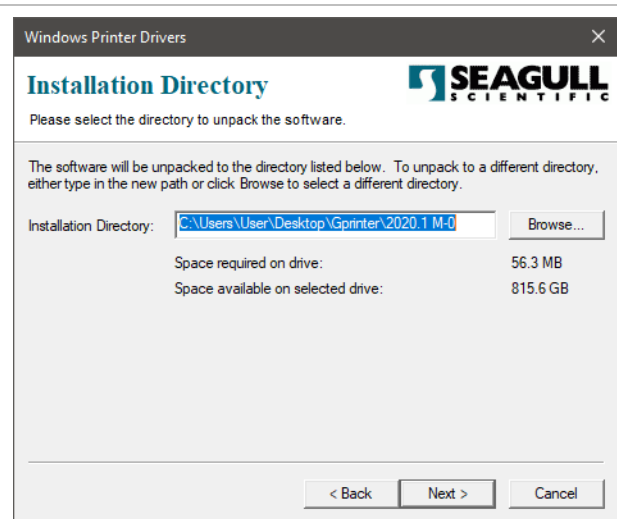 Windows Printer Drivers
Installation Directory
SEAGULL
SCIENTIFIC
Please select the directory to unpack the software.
The software will be unpacked to the directory listed below. To unpack to a different directory,
either type in the new path or click Browse to select a different directory.
Installation Directory: C:\Users\User\Desktop\Gprinter\2020.1 M-0 Browse...
Space required on drive: 56.3 MB
Space available on selected drive: 815.6 GB
< Back Next > Cancel